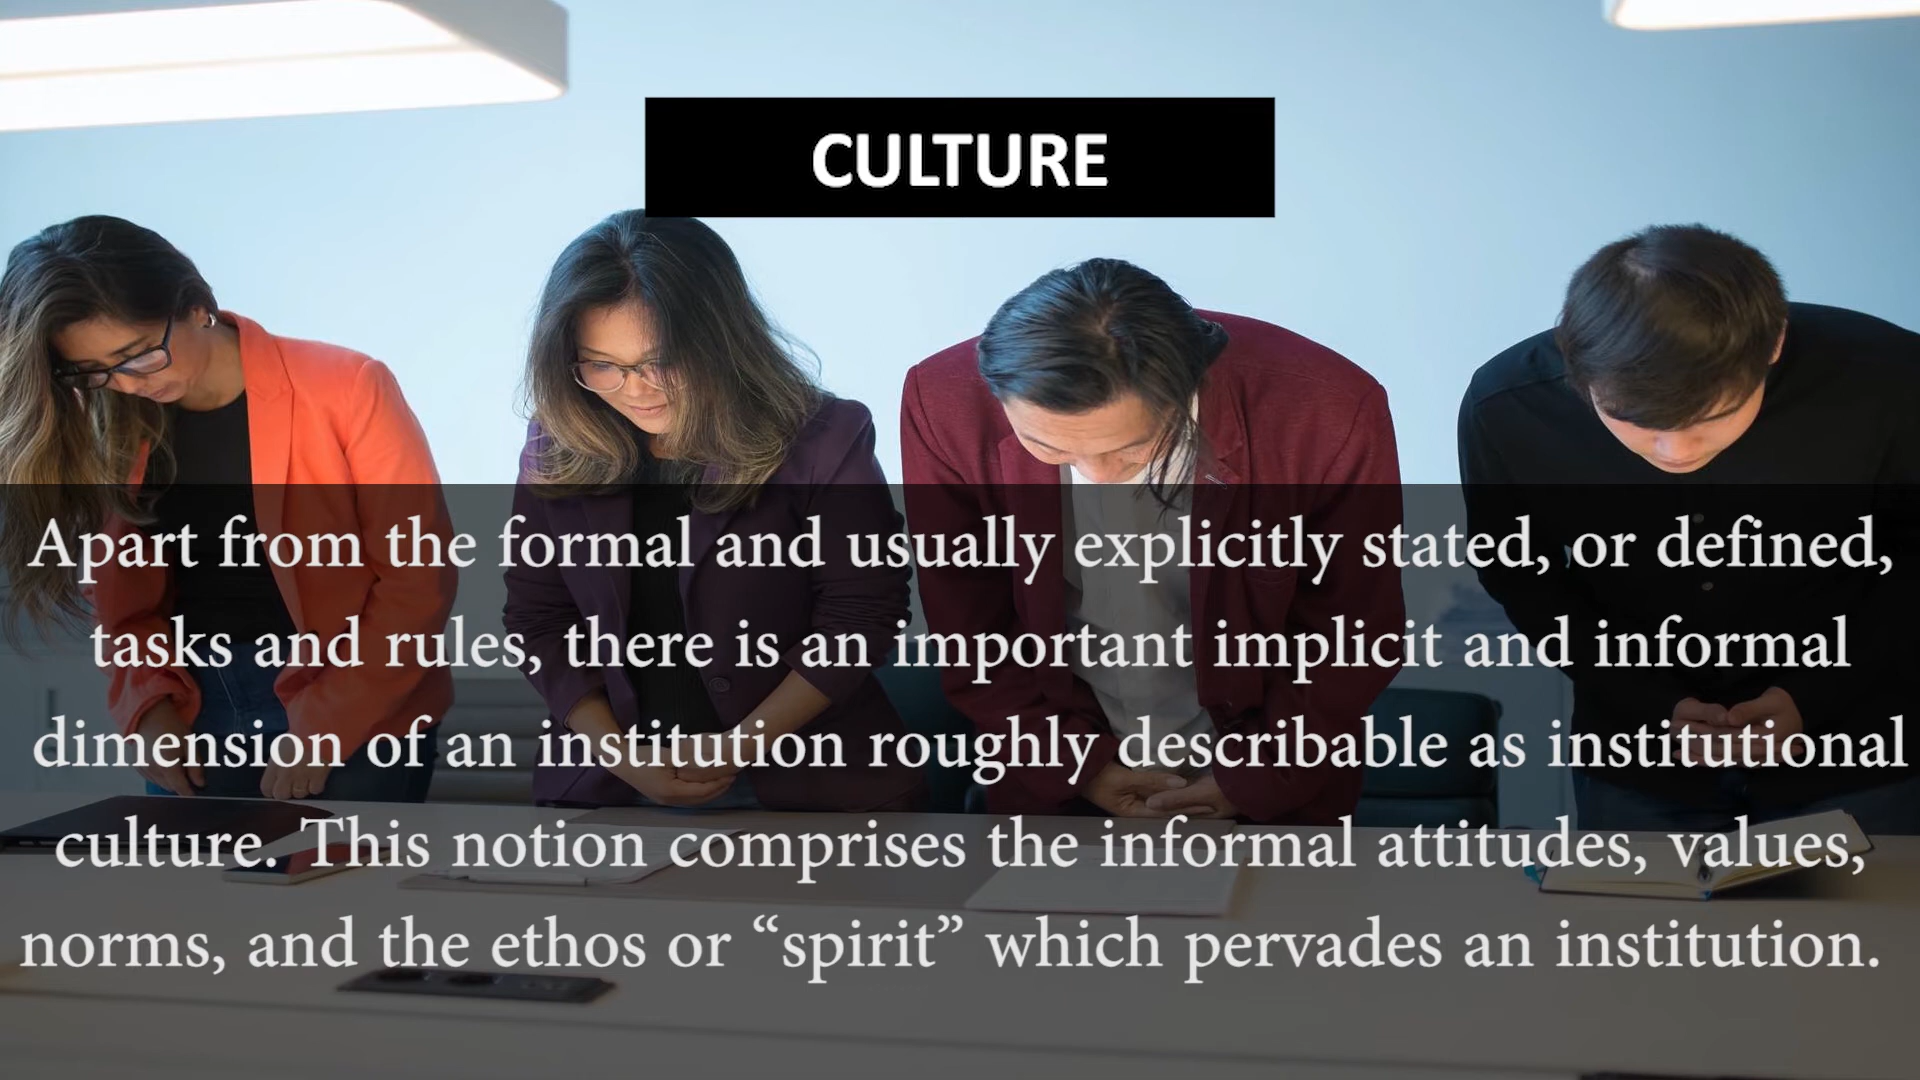 CULTURE
Apart from the formal and usually explicitly stated, or defined,
tasks and rules, there is an important implicit and informal
dimension of an institution roughly describable as institutional
culture. This notion comprises the informal attitudes, values,
norms, and the ethos or “spirit” which pervades an institution.